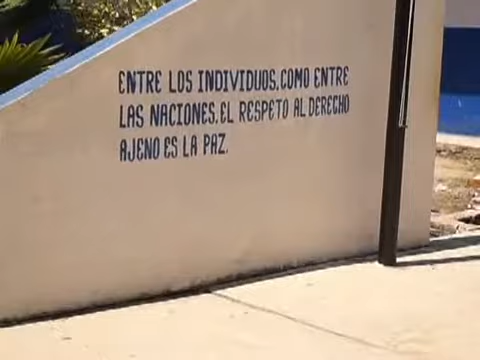 ENTRE LOS INDIVIDUOS.COMO ENTRE
LAS NACIONES.EL RESPETO AL DERECHO
AJENO ES LA PAZ.